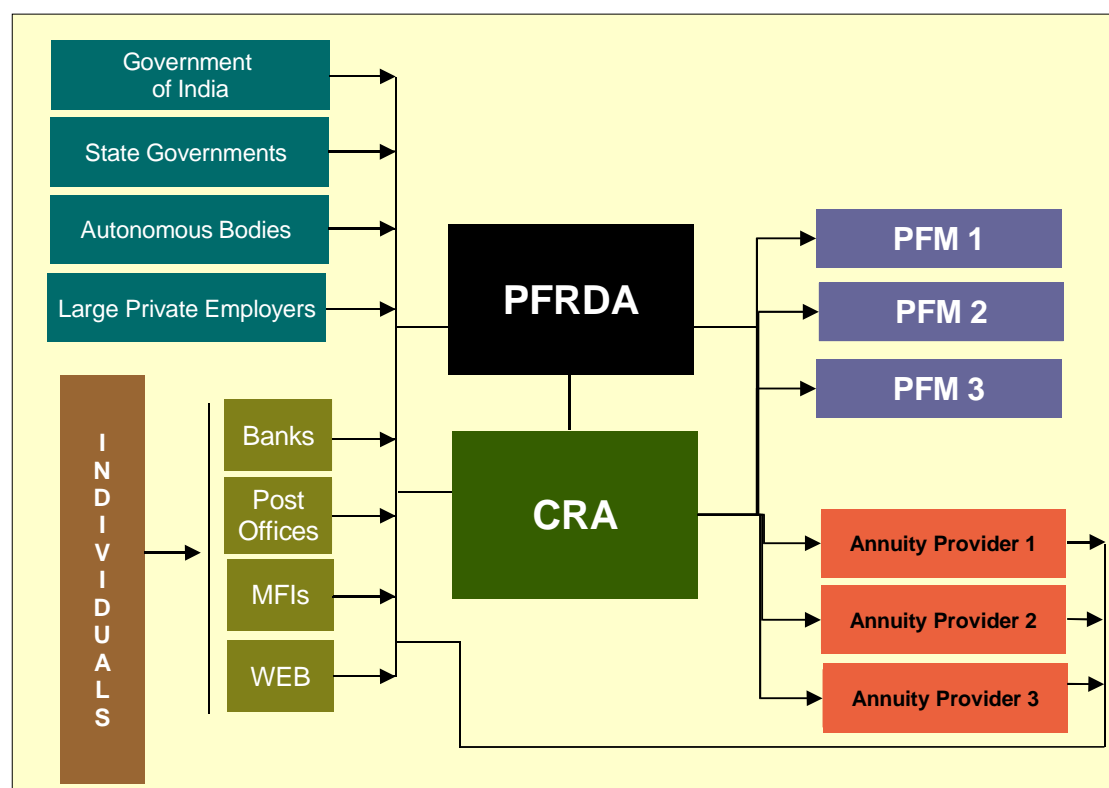 Government
of India
State Governments
Autonomous Bodies
Large Private Employers
INDIVIDUALS
Banks
Post
Offices
MFIs
WEB
PFRDA
CRA
PFM 1
PFM 2
PFM 3
Annuity Provider 1
Annuity Provider 2
Annuity Provider 3